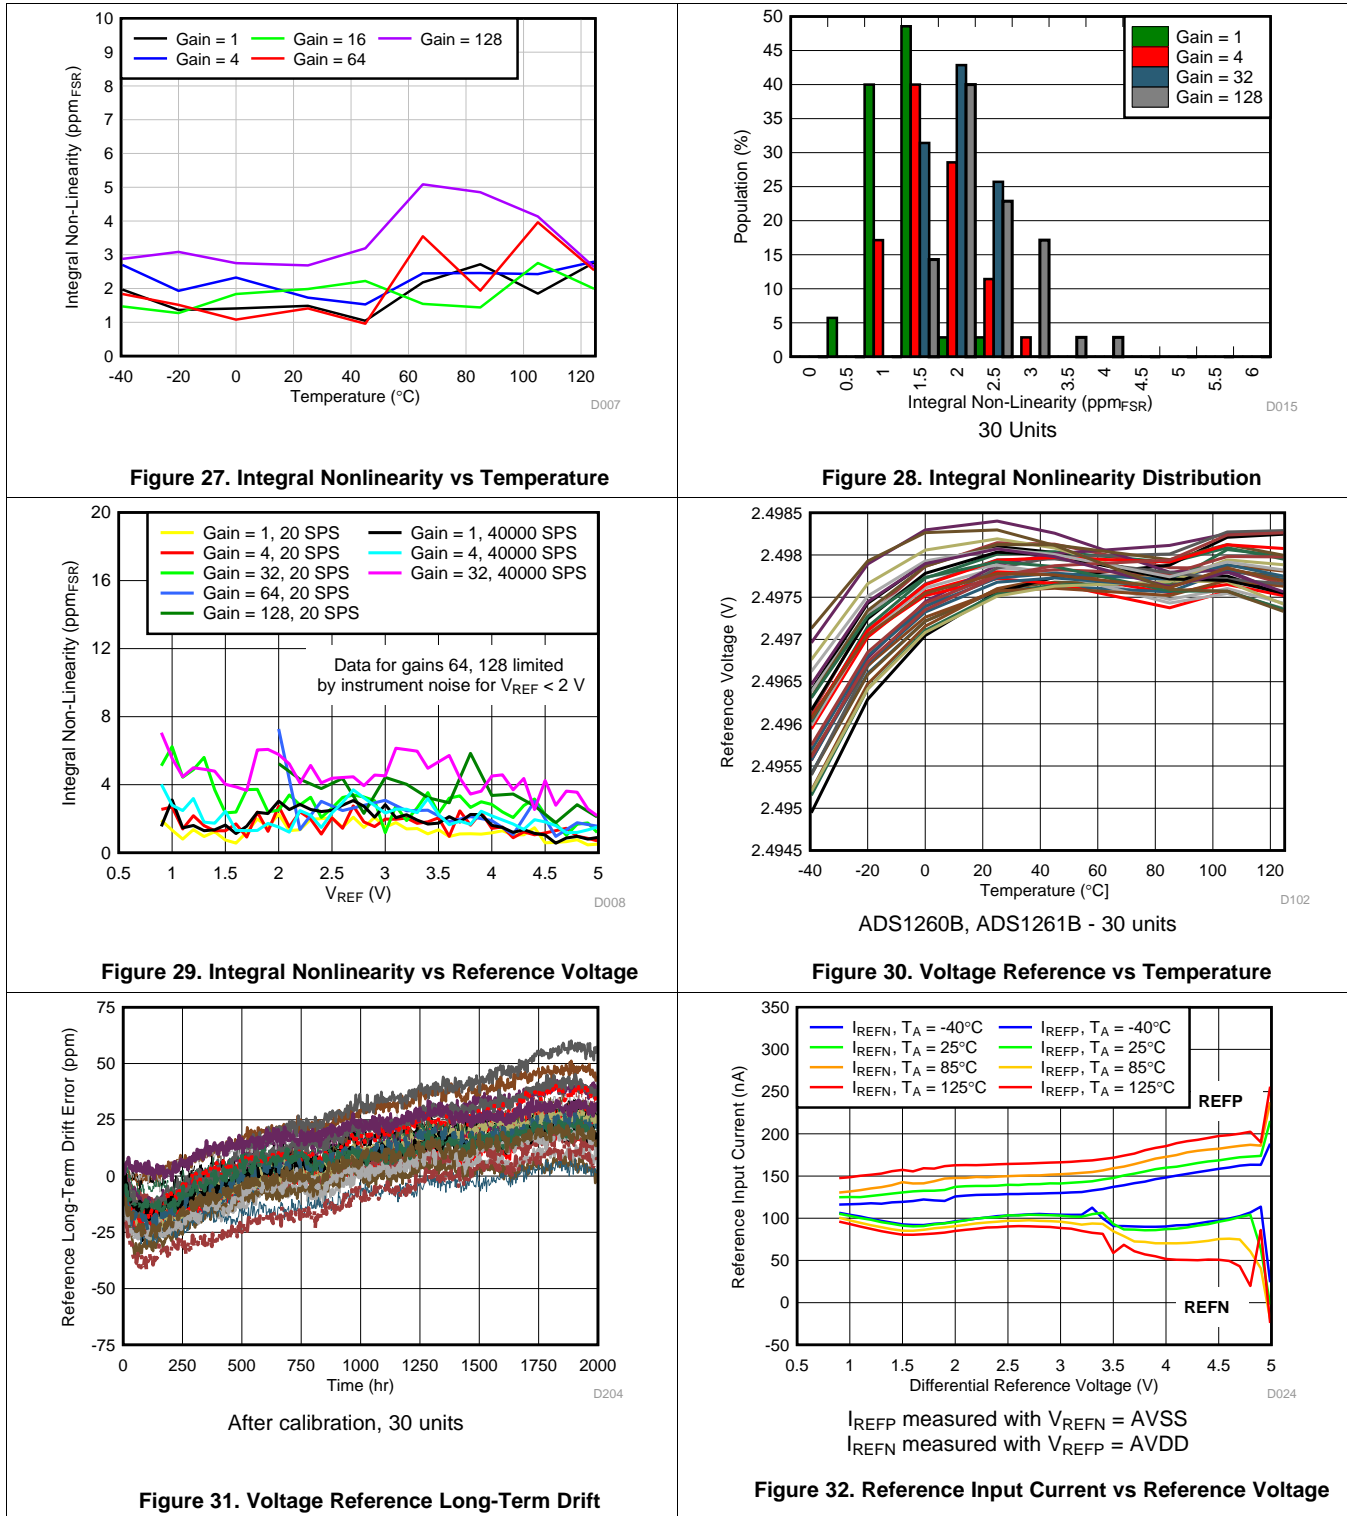 10
9
8
7
6
5
4
3
2
1
0
Integral Non-Linearity (ppmFSR)
Gain = 1
Gain = 4
Gain = 16
Gain = 64
Gain = 128
-40 -20 0 20 40 60 80 100 120
Temperature (°C)
D007
Figure 27. Integral Nonlinearity vs Temperature
50
45
40
35
30
25
20
15
10
5
0
Population (%)
Gain = 1
Gain = 4
Gain = 32
Gain = 128
0 0.5 1 1.5 2 2.5 3 3.5 4 4.5 5 5.5 6
Integral Non-Linearity (ppmFSR)
D015
30 Units
Figure 28. Integral Nonlinearity Distribution
20
16
12
8
4
0
Integral Non-Linearity (ppmFSR)
Gain = 1, 20 SPS
Gain = 4, 20 SPS
Gain = 32, 20 SPS
Gain = 64, 20 SPS
Gain = 128, 20 SPS
Gain = 1, 40000 SPS
Gain = 4, 40000 SPS
Gain = 32, 40000 SPS
Data for gains 64, 128 limited
by instrument noise for VREF < 2 V
0.5 1 1.5 2 2.5 3 3.5 4 4.5 5
VREF (V)
D008
Figure 29. Integral Nonlinearity vs Reference Voltage
2.4985
2.498
2.4975
2.497
2.4965
2.496
2.4955
2.495
2.4945
Reference Voltage (V)
-40 -20 0 20 40 60 80 100 120
Temperature (°C]
D102
ADS1260B, ADS1261B - 30 units
Figure 30. Voltage Reference vs Temperature
75
50
25
0
-25
-50
-75
Reference Long-Term Drift Error (ppm)
0 250 500 750 1000 1250 1500 1750 2000
Time (hr)
D204
After calibration, 30 units
Figure 31. Voltage Reference Long-Term Drift
350
300
250
200
150
100
50
0
-50
Reference Input Current (nA)
IREFN, TA = -40°C
IREFN, TA = 25°C
IREFN, TA = 85°C
IREFN, TA = 125°C
IREFP, TA = -40°C
IREFP, TA = 25°C
IREFP, TA = 85°C
IREFP, TA = 125°C
REFP
REFN
0.5 1 1.5 2 2.5 3 3.5 4 4.5 5
Differential Reference Voltage (V)
D024
IREFP measured with VREFN = AVSS
IREFN measured with VREFP = AVDD
Figure 32. Reference Input Current vs Reference Voltage